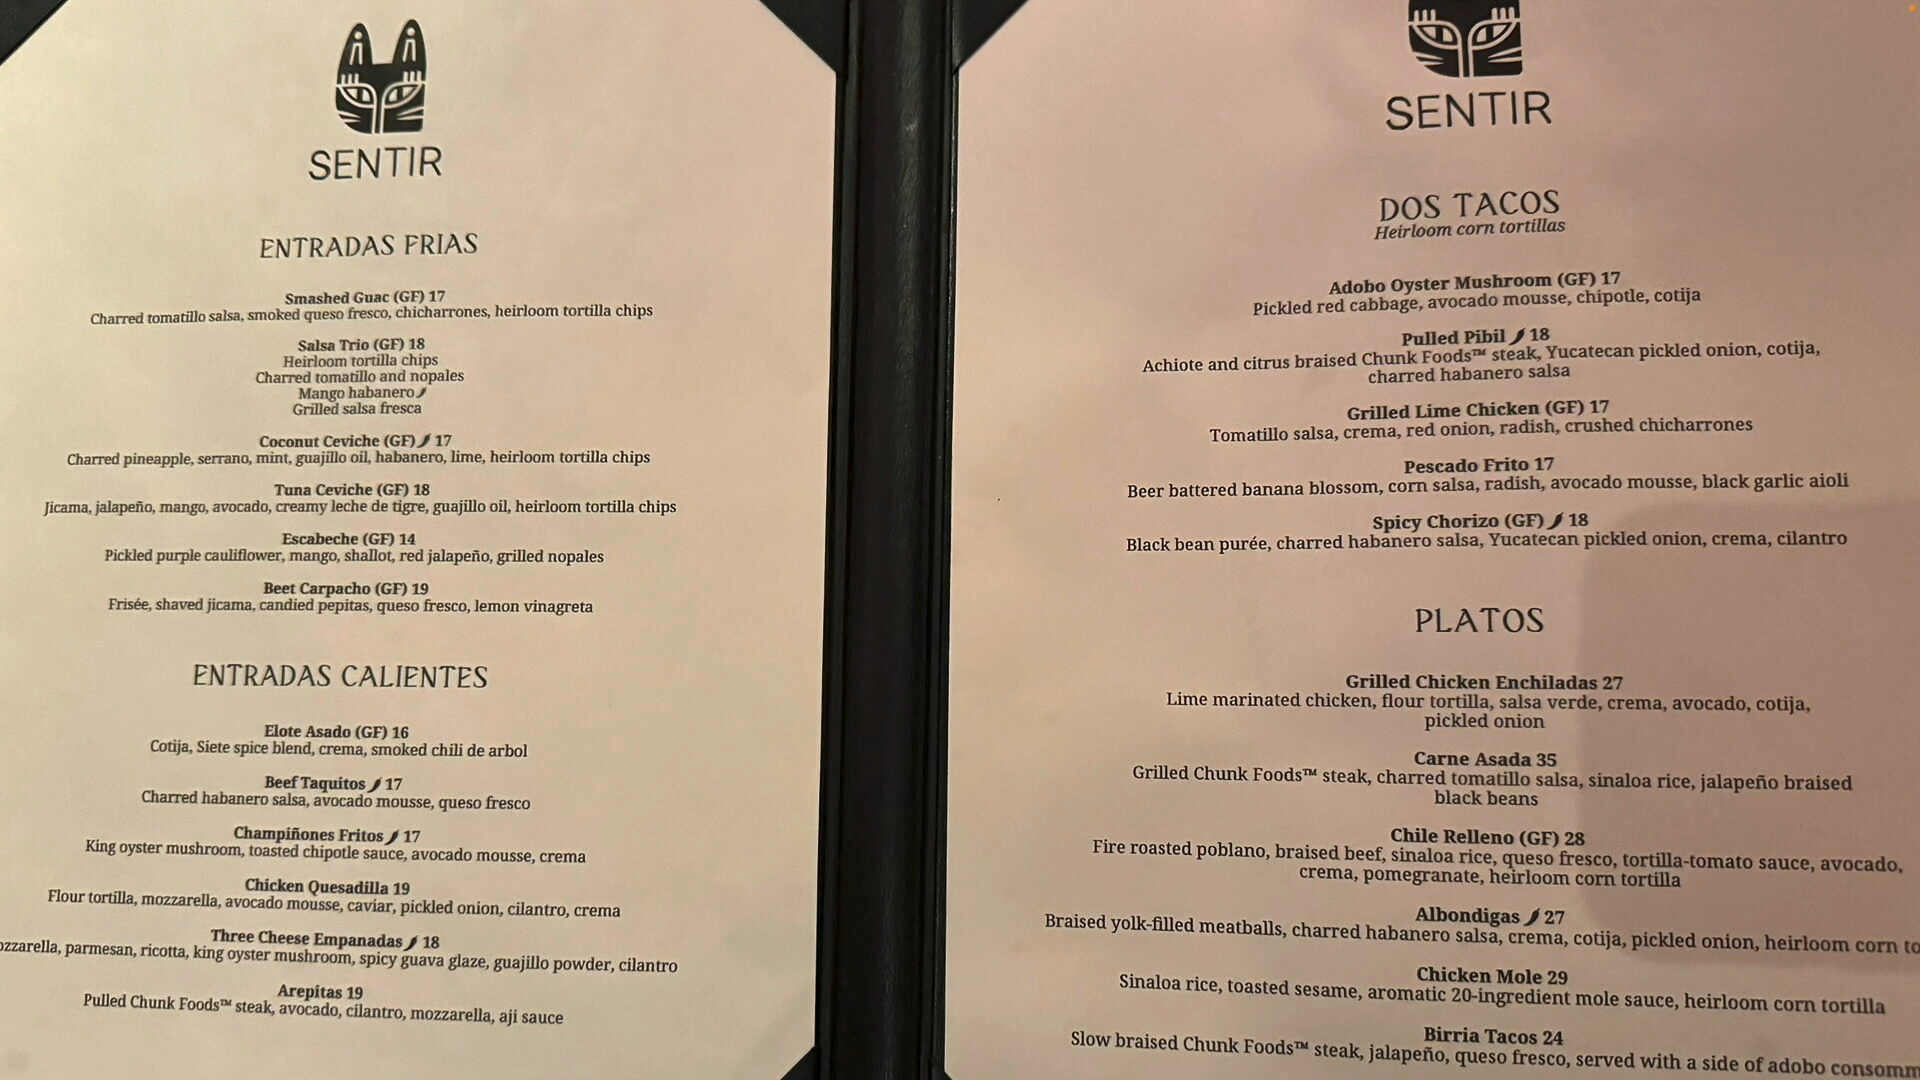 SENTIR
ENTRADAS FRIAS
Smashed Guac (GF) 17
Charred tomatillo salsa, smoked queso fresco, chicharrones, heirloom tortilla chips
Salsa Trio (GF) 18
Heirloom tortilla chips
Charred tomatillo and nopales
Mango habanero
Grilled salsa fresca
Coconut Ceviche (GF) 17
Charred pineapple, serrano, mint, guajillo oil, habanero, lime, heirloom tortilla chips
Tuna Ceviche (GF) 18
Jicama, jalapeño, mango, avocado, creamy leche de tigre, guajillo oil, heirloom tortilla chips
Escabeche (GF) 14
Pickled purple cauliflower, mango, shallot, red jalapeño, grilled nopales
Beet Carpacho (GF) 19
Frisée, shaved jicama, candied pepitas, queso fresco, lemon vinagreta
ENTRADAS CALIENTES
Elote Asado (GF) 16
Cotija, Siete spice blend, crema, smoked chili de arbol
Beef Taquitos 17
Charred habanero salsa, avocado mousse, queso fresco
Champiñones Fritos 17
King oyster mushroom, toasted chipotle sauce, avocado mousse, crema
Chicken Quesadilla 19
Flour tortilla, mozzarella, avocado mousse, caviar, pickled onion, cilantro, crema
Three Cheese Empanadas 18
ozzarella, parmesan, ricotta, king oyster mushroom, spicy guava glaze, guajillo powder, cilantro
Arepitas 19
Pulled Chunk Foods™ steak, avocado, cilantro, mozzarella, aji sauce
SENTIR
DOS TACOS
Heirloom corn tortillas
Adobo Oyster Mushroom (GF) 17
Pickled red cabbage, avocado mousse, chipotle, cotija
Pulled Pibil 18
Achiote and citrus braised Chunk Foods™ steak, Yucatecan pickled onion, cotija,
charred habanero salsa
Grilled Lime Chicken (GF) 17
Tomatillo salsa, crema, red onion, radish, crushed chicharrones
Pescado Frito 17
Beer battered banana blossom, corn salsa, radish, avocado mousse, black garlic aioli
Spicy Chorizo (GF) 18
Black bean purée, charred habanero salsa, Yucatecan pickled onion, crema, cilantro
PLATOS
Grilled Chicken Enchiladas 27
Lime marinated chicken, flour tortilla, salsa verde, crema, avocado, cotija,
pickled onion
Carne Asada 35
Grilled Chunk Foods™ steak, charred tomatillo salsa, sinaloa rice, jalapeño braised
black beans
Chile Relleno (GF) 28
Fire roasted poblano, braised beef, sinaloa rice, queso fresco, tortilla-tomato sauce, avocado,
crema, pomegranate, heirloom corn tortilla
Albondigas 27
Braised yolk-filled meatballs, charred habanero salsa, crema, cotija, pickled onion, heirloom corn to
Chicken Mole 29
Sinaloa rice, toasted sesame, aromatic 20-ingredient mole sauce, heirloom corn tortilla
Birria Tacos 24
Slow braised Chunk Foods™ steak, jalapeño, queso fresco, served with a side of adobo consomm